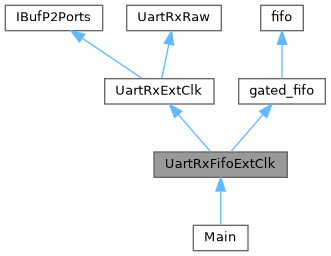 IBufP2Ports
UartRxRaw
fifo
UartRxExtClk
gated_fifo
UartRxFifoExtClk
Main